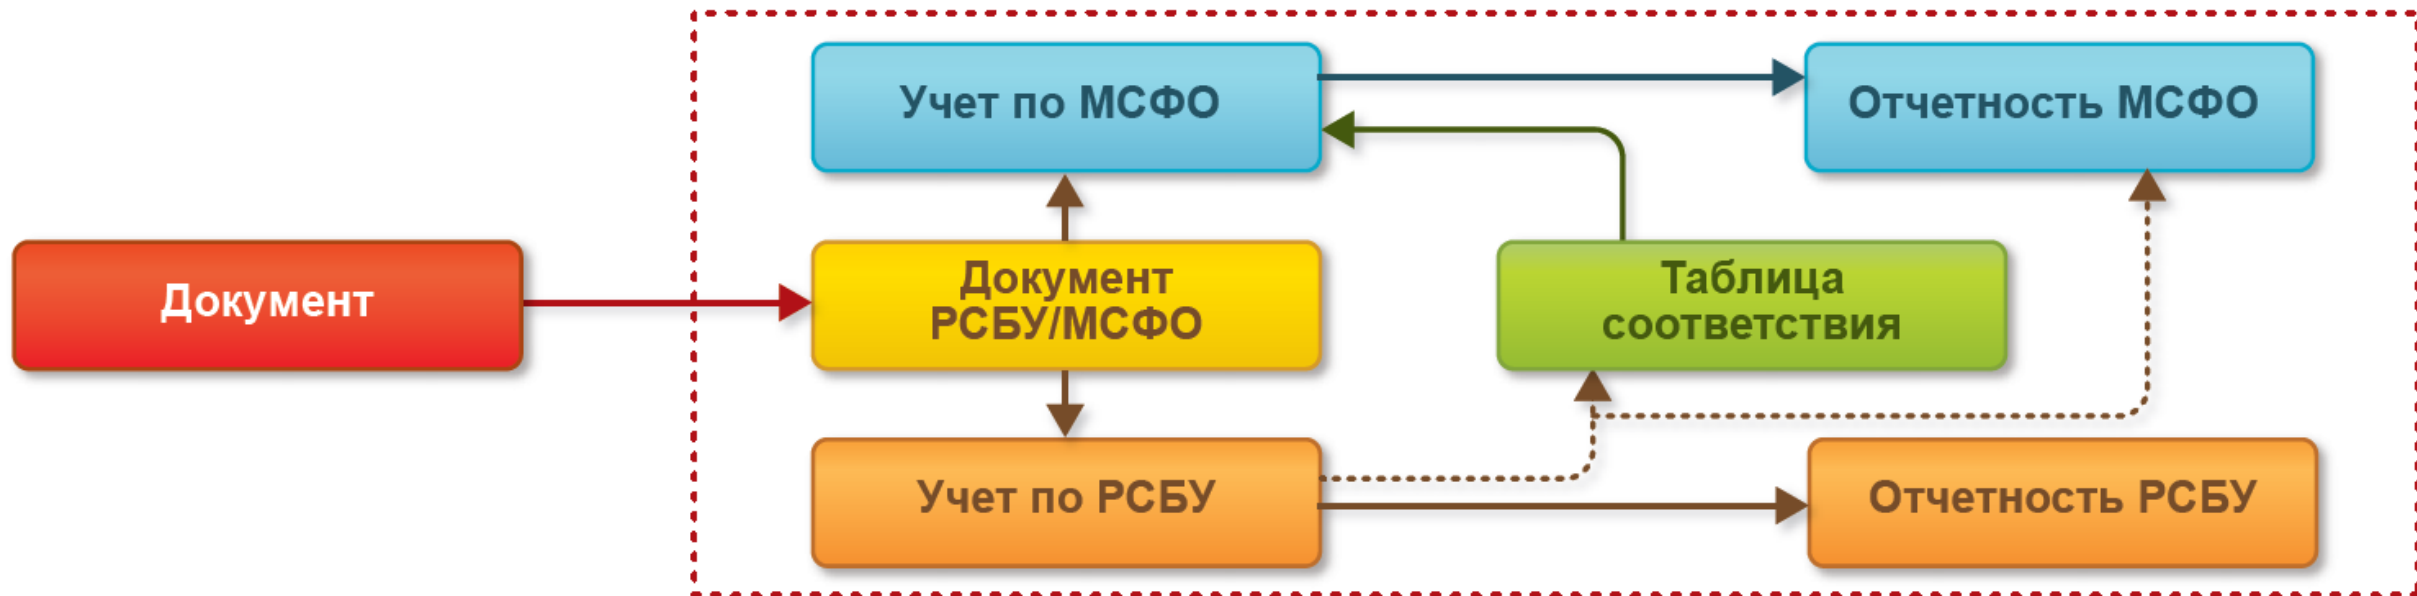 Учет по МСФО
Отчетность МСФО
Документ
Документ
РСБУ/МСФО
Таблица
соответствия
Учет по РСБУ
Отчетность РСБУ